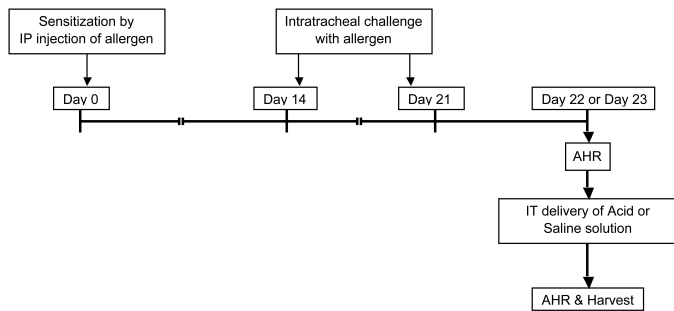 Sensitization by
IP injection of allergen
Intratracheal challenge
with allergen
Day 0
Day 14
Day 21
Day 22 or Day 23
AHR
IT delivery of Acid or
Saline solution
AHR & Harvest